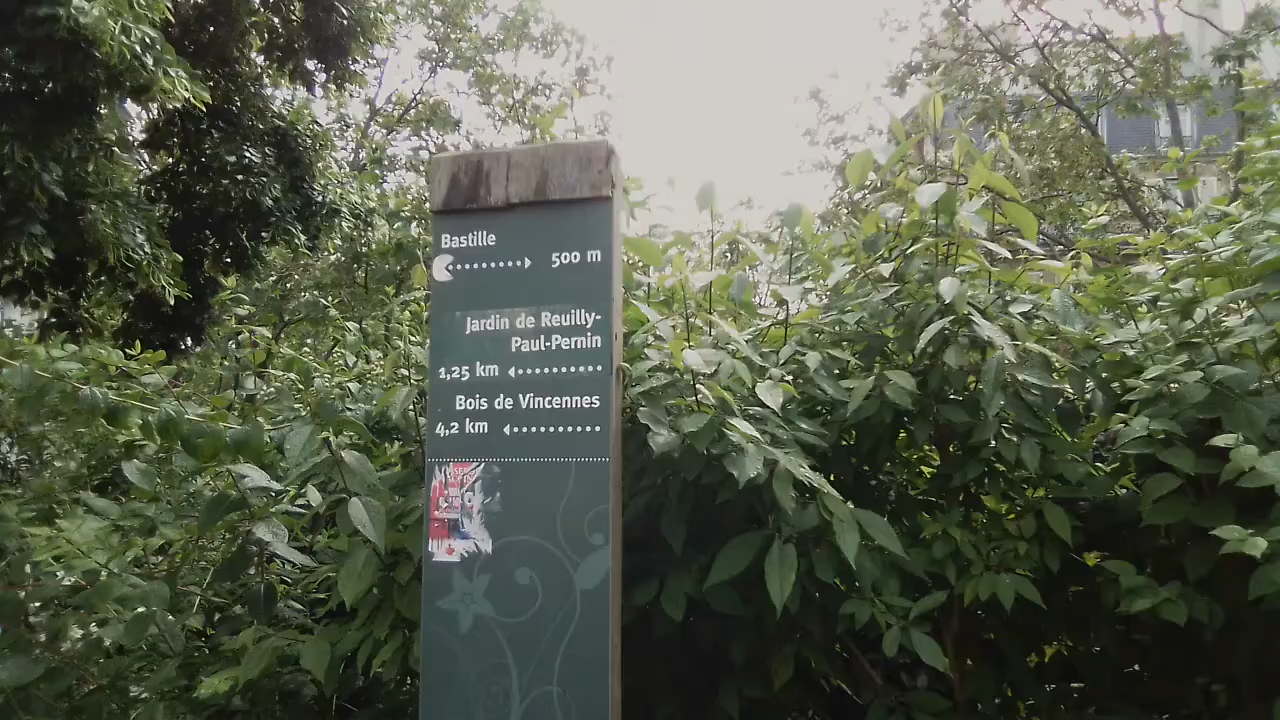 Bastille
500 m
Jardin de Reuilly-
Paul-Pernin
1,25 km
Bois de Vincennes
4,2 km